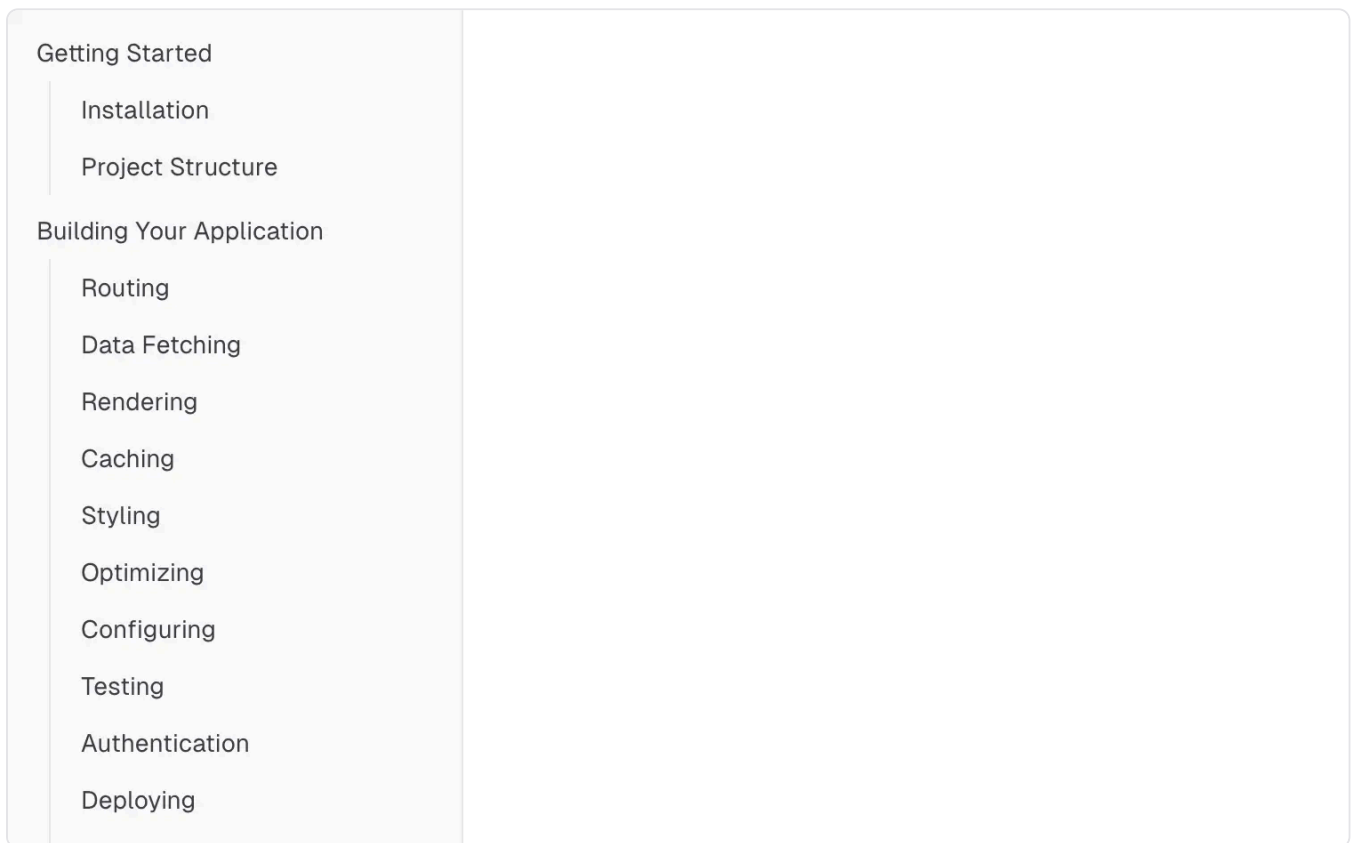 Getting Started
Installation
Project Structure
Building Your Application
Routing
Data Fetching
Rendering
Caching
Styling
Optimizing
Configuring
Testing
Authentication
Deploying